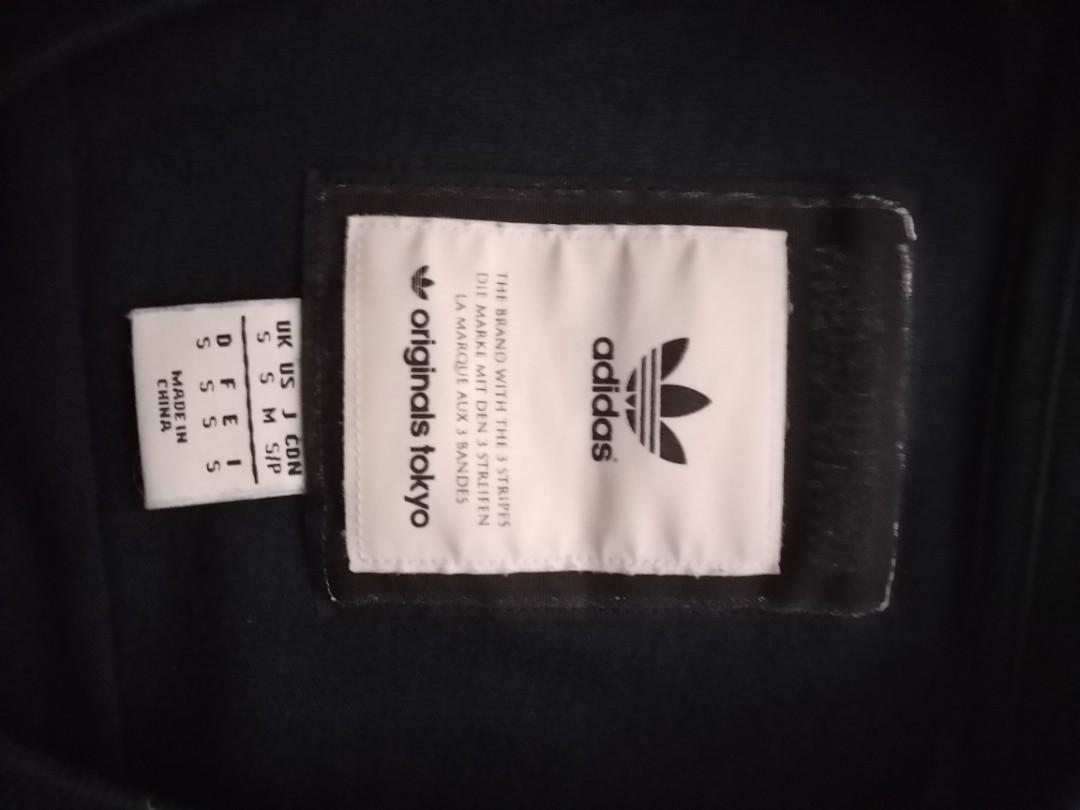 adidas
THE BRAND WITH THE 3 STRIPES
DIE MARKE MIT DEN 3 STREIFEN
LA MARQUE AUX 3 BANDES
originals tokyo
UK US J CDN
S S M S/P
D F E I
S S S S
MADE IN
CHINA